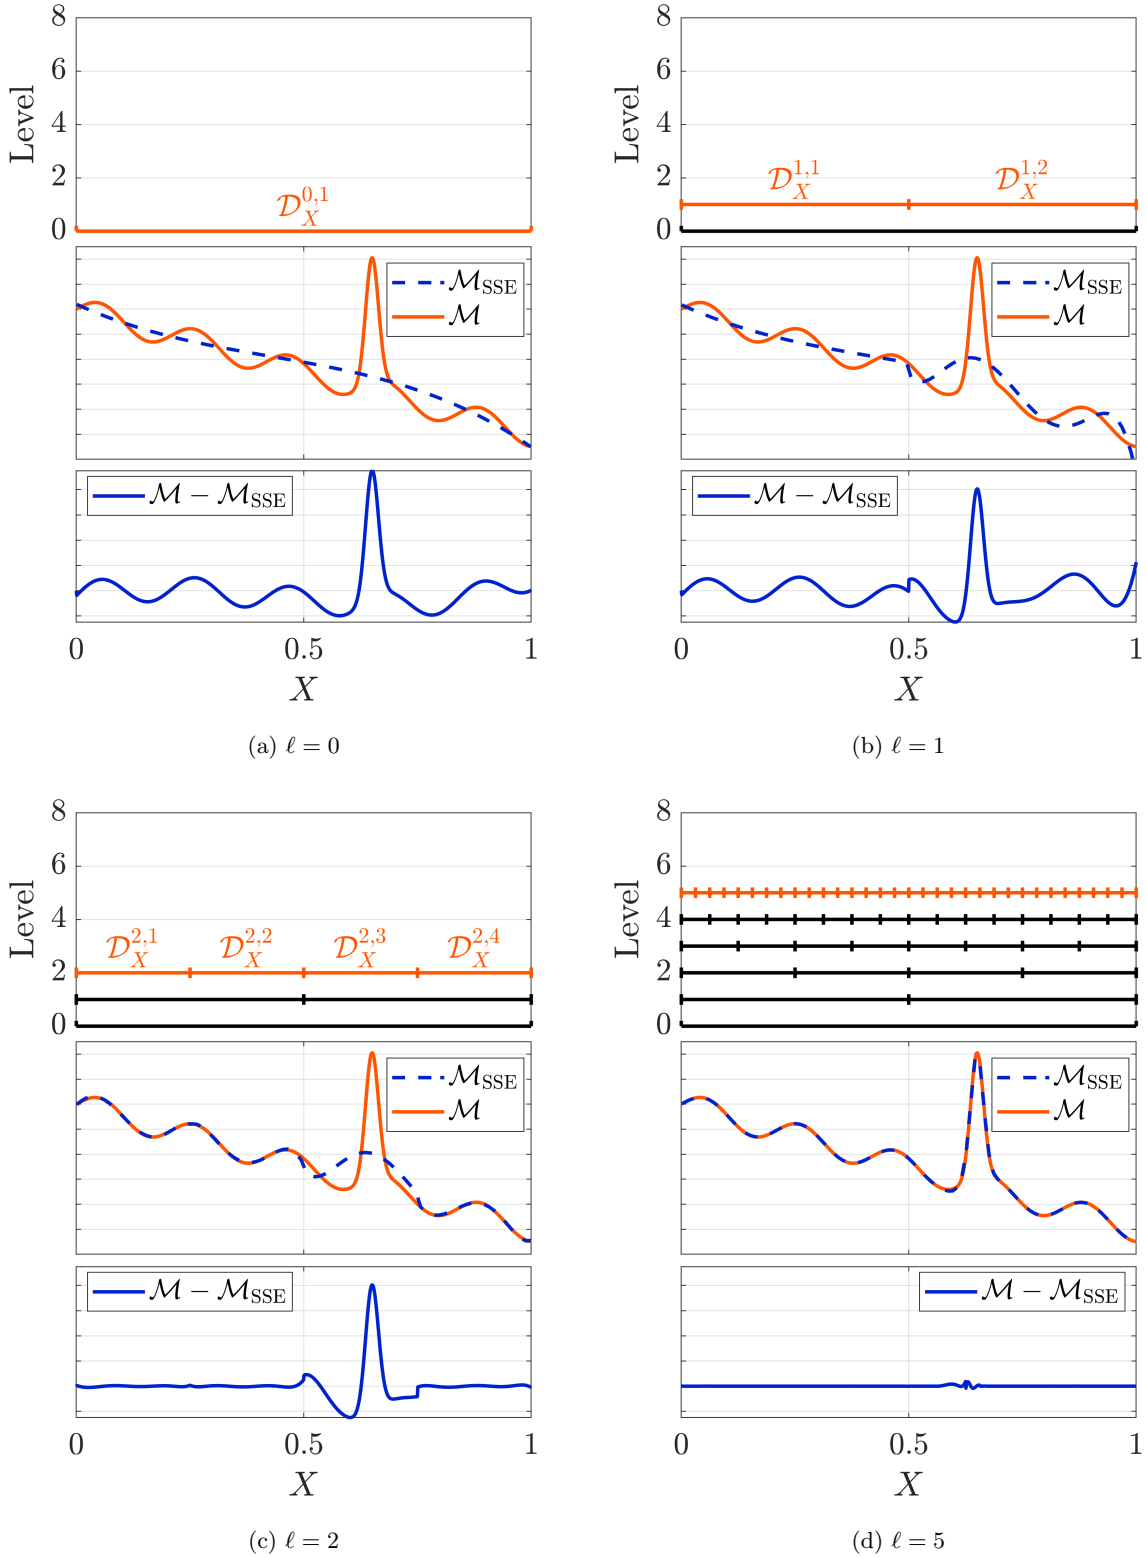 8
6
4
2
0
Level
𝒟_X^{0,1}
ℳ_SSE
ℳ
ℳ − ℳ_SSE
0 0.5 1
X
(a) ℓ = 0
8
6
4
2
0
Level
𝒟_X^{1,1} 𝒟_X^{1,2}
ℳ_SSE
ℳ
ℳ − ℳ_SSE
0 0.5 1
X
(b) ℓ = 1
8
6
4
2
0
Level
𝒟_X^{2,1} 𝒟_X^{2,2} 𝒟_X^{2,3} 𝒟_X^{2,4}
ℳ_SSE
ℳ
ℳ − ℳ_SSE
0 0.5 1
X
(c) ℓ = 2
8
6
4
2
0
Level
ℳ_SSE
ℳ
ℳ − ℳ_SSE
0 0.5 1
X
(d) ℓ = 5